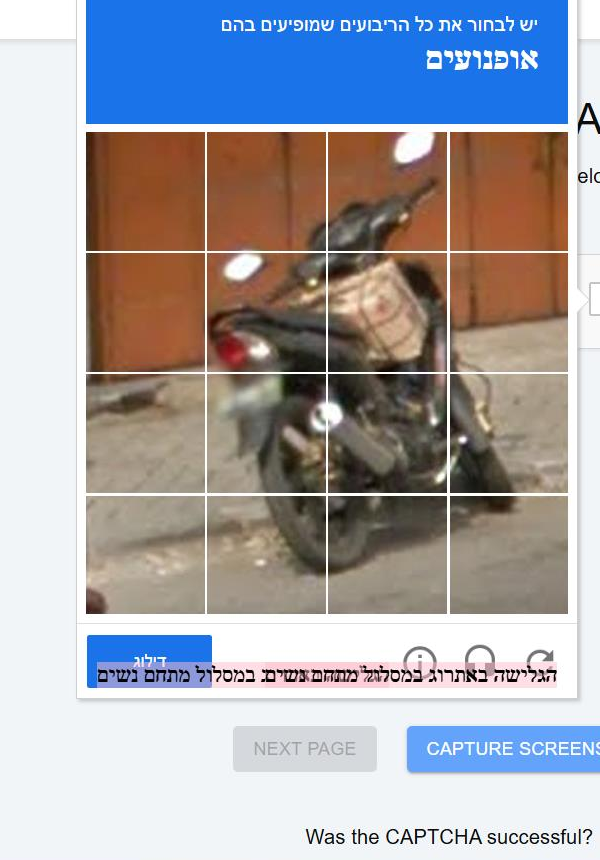 יש לבחור את כל הריבועים שמופיעים בהם
אופנועים
A
elc
דילוג
הגלישה באתרוג במסלול מתחם נשים במסלול מתחם נשים
NEXT PAGE
CAPTURE SCREENS
Was the CAPTCHA successful?